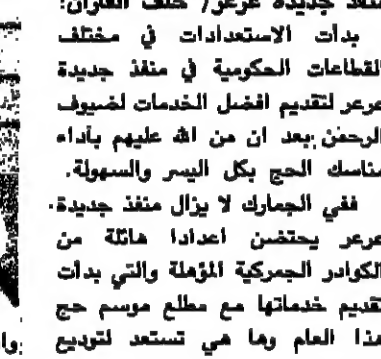 منفذ جديدة عرعر/ خلف القاران:
بدأت الاستعدادات في مختلف
القطاعات الحكومية في منفذ جديدة
عرعر لتقديم افضل الخدمات لضيوف
الرحمن بعد ان من الله عليهم بآداء
مناسك الحج بكل اليسر والسهولة.
ففي الجمارك لا يزال منفذ جديدة
عرعر يحتضن اعدادا هائلة من
الكوادر الجمركية المؤهلة والتي بدأت
تقديم خدماتها مع مطلع موسم حج
هذا العام وها هي تستعد لتوديع